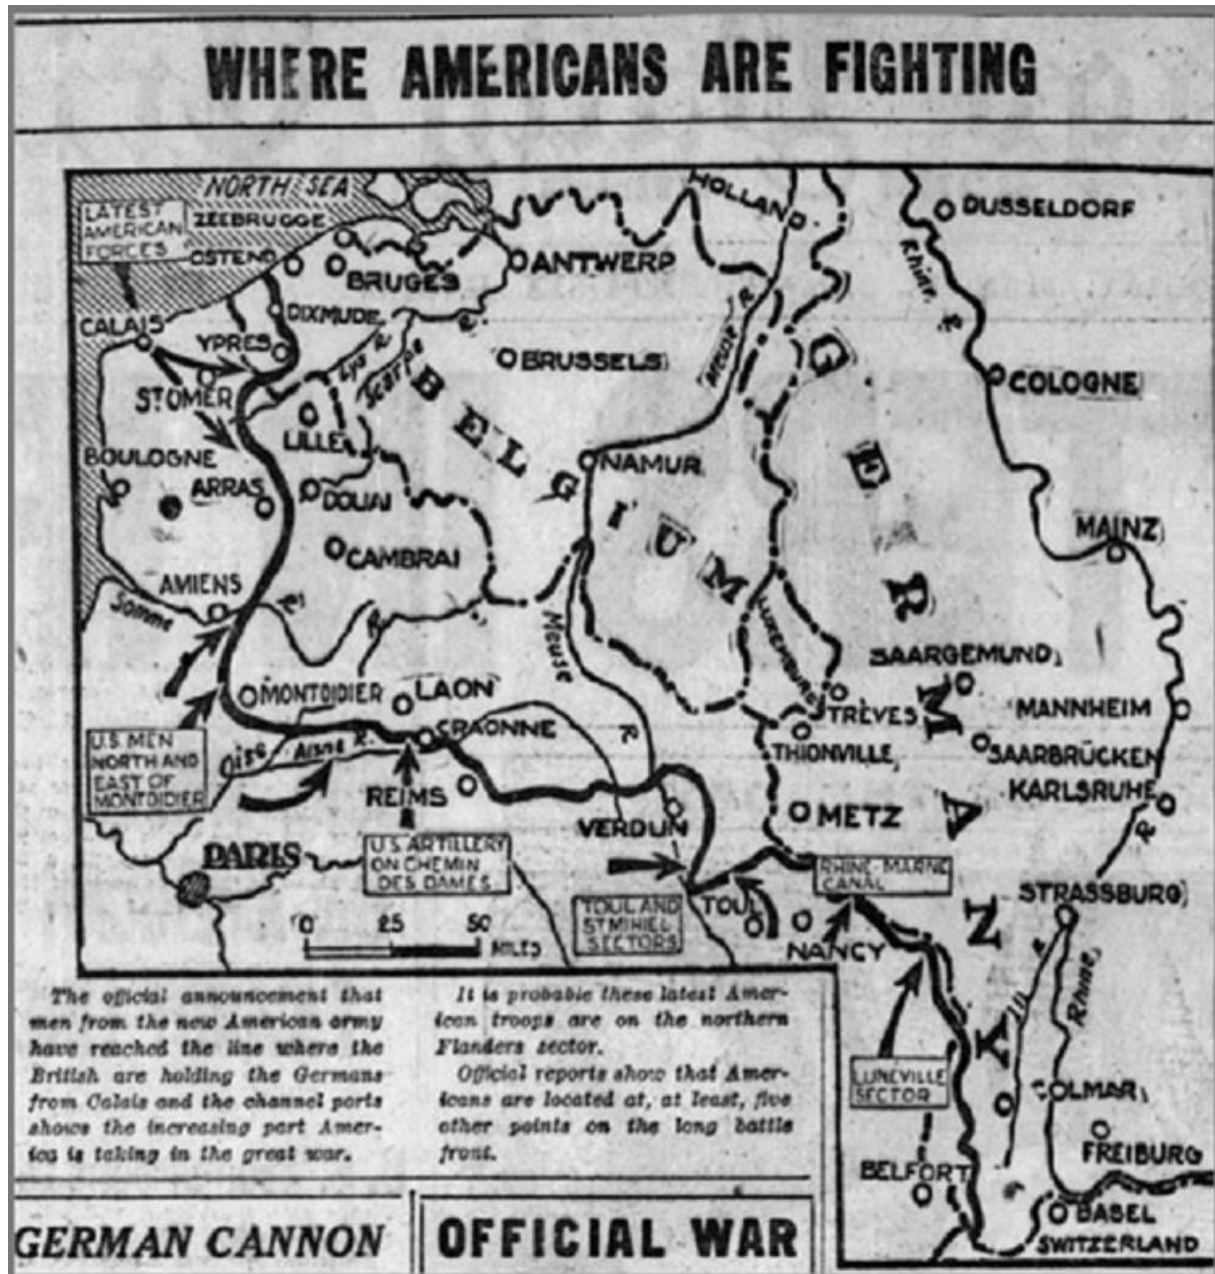 WHERE AMERICANS ARE FIGHTING
NORTH SEA
LATEST
AMERICAN
FORCES
ZEEBRUGGE
OSTEND
BRUGES
ANTWERP
HOLLAND
DUSSELDORF
Rhine
R.
CALAIS
DIXMUDE
YPRES
ST OMER
Lys R.
Scarpe
R.
BRUSSELS
Meuse R.
COLOGNE
BELGIUM
GERMANY
BOULOGNE
LILLE
ARRAS
DOUAI
CAMBRAI
NAMUR
MAINZ
AMIENS
Somme
R.
R.
Meuse
R.
LUXEMBURG
SAARGEMUND
MONTDIDIER
LAON
CRAONNE
TRÈVES
THIONVILLE
MANNHEIM
SAARBRÜCKEN
KARLSRUHE
R
U.S. MEN
NORTH AND
EAST OF
MONTDIDIER
Oise
Aisne R.
REIMS
VERDUN
METZ
PARIS
U.S. ARTILLERY
ON CHEMIN
DES DAMES
RHINE-MARNE
CANAL
STRASSBURG
TOUL AND
ST MIHIEL
SECTORS
TOUL
NANCY
0 25 50
MILES
Ill
R
Rhine
LUNEVILLE
SECTOR
COLMAR
FREIBURG
BELFORT
BASEL
SWITZERLAND
The official announcement that
men from the new American army
have reached the line where the
British are holding the Germans
from Calais and the channel ports
shows the increasing part Amer-
ica is taking in the great war.
It is probable these latest Amer-
ican troops are on the northern
Flanders sector.
Official reports show that Amer-
icans are located at, at least, five
other points on the long battle
front.
GERMAN CANNON
OFFICIAL WAR